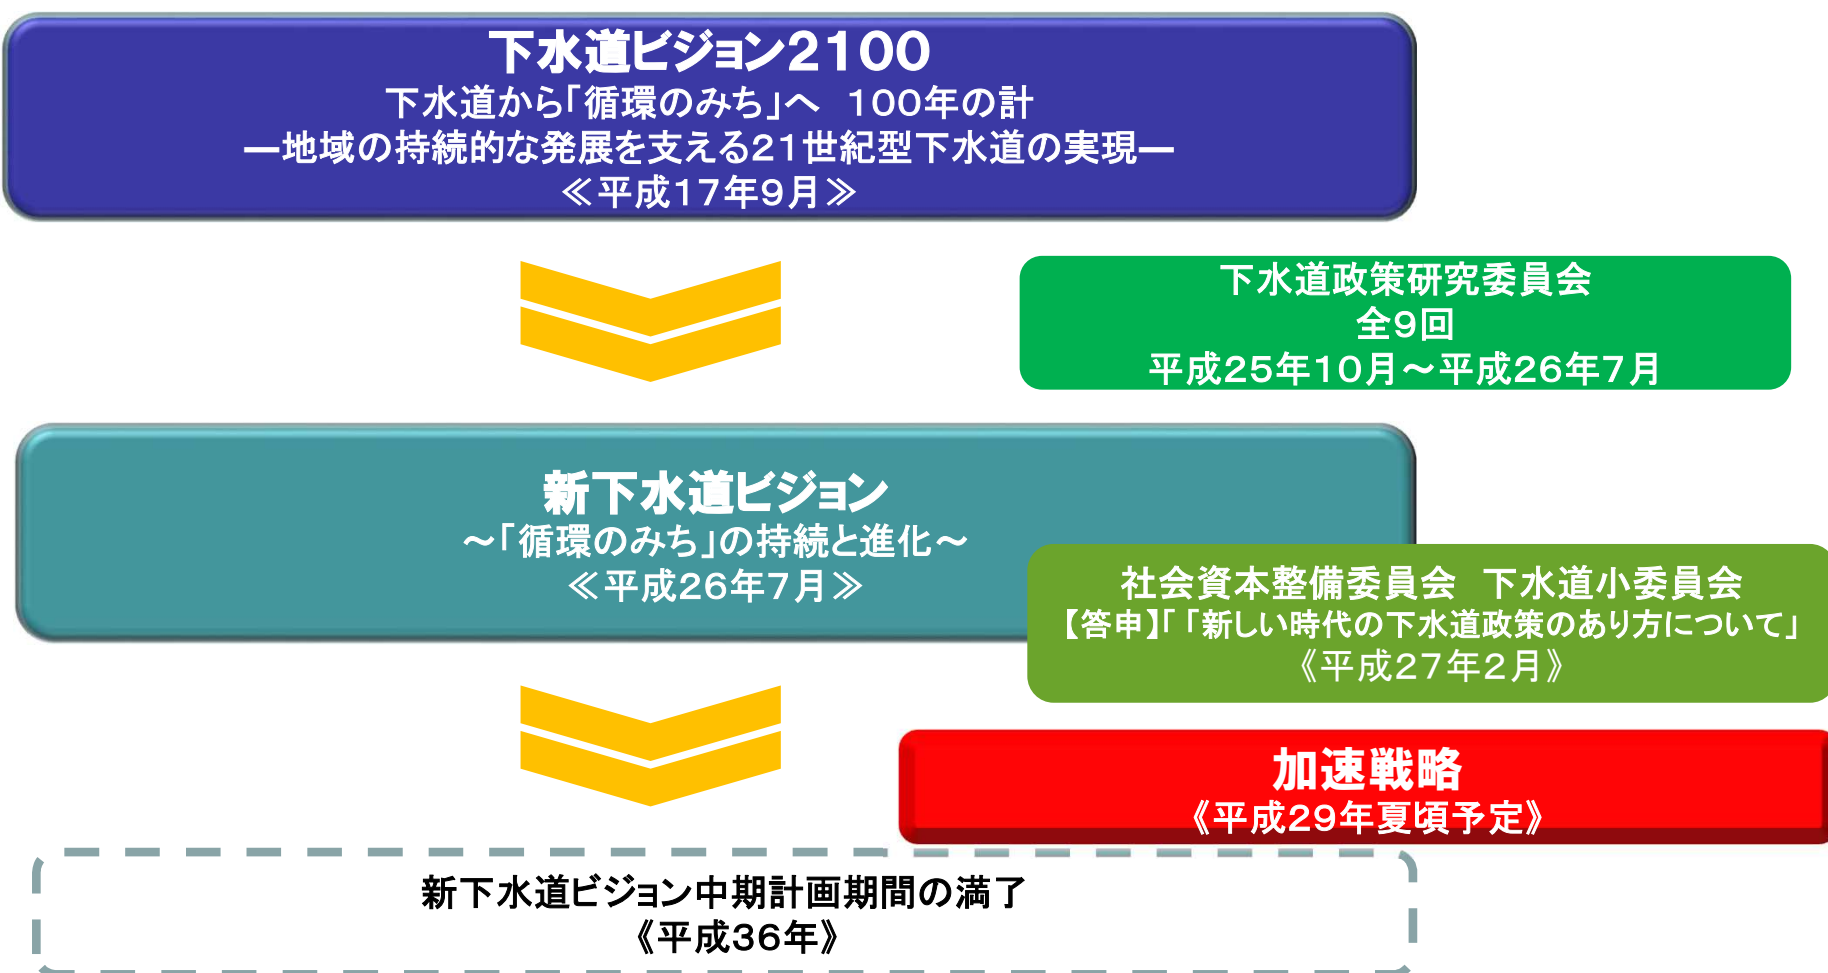 下水道ビジョン2100
下水道から「循環のみち」へ　100年の計
―地域の持続的な発展を支える21世紀型下水道の実現―
≪平成17年9月≫
下水道政策研究委員会
全9回
平成25年10月～平成26年7月
新下水道ビジョン
～「循環のみち」の持続と進化～
≪平成26年7月≫
社会資本整備委員会　下水道小委員会
【答申】「「新しい時代の下水道政策のあり方について」
《平成27年2月》
加速戦略
《平成29年夏頃予定》
新下水道ビジョン中期計画期間の満了
《平成36年》